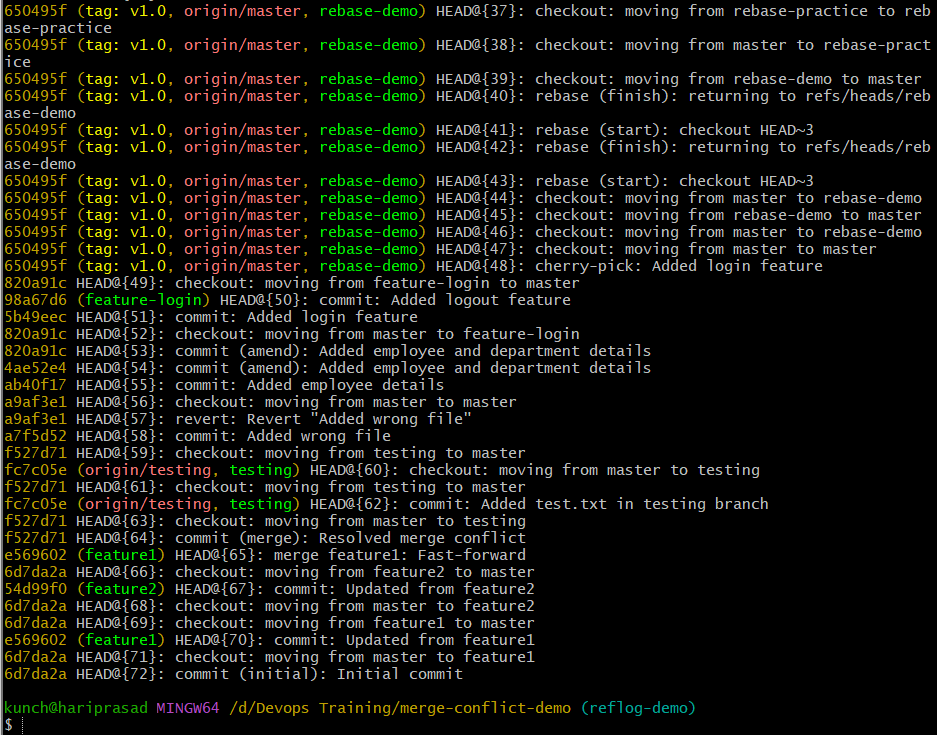 650495f (tag: v1.0, origin/master, rebase-demo) HEAD@{37}: checkout: moving from rebase-practice to reb
ase-practice
650495f (tag: v1.0, origin/master, rebase-demo) HEAD@{38}: checkout: moving from master to rebase-pract
ice
650495f (tag: v1.0, origin/master, rebase-demo) HEAD@{39}: checkout: moving from rebase-demo to master
650495f (tag: v1.0, origin/master, rebase-demo) HEAD@{40}: rebase (finish): returning to refs/heads/reb
ase-demo
650495f (tag: v1.0, origin/master, rebase-demo) HEAD@{41}: rebase (start): checkout HEAD~3
650495f (tag: v1.0, origin/master, rebase-demo) HEAD@{42}: rebase (finish): returning to refs/heads/reb
ase-demo
650495f (tag: v1.0, origin/master, rebase-demo) HEAD@{43}: rebase (start): checkout HEAD~3
650495f (tag: v1.0, origin/master, rebase-demo) HEAD@{44}: checkout: moving from master to rebase-demo
650495f (tag: v1.0, origin/master, rebase-demo) HEAD@{45}: checkout: moving from rebase-demo to master
650495f (tag: v1.0, origin/master, rebase-demo) HEAD@{46}: checkout: moving from master to rebase-demo
650495f (tag: v1.0, origin/master, rebase-demo) HEAD@{47}: checkout: moving from master to master
650495f (tag: v1.0, origin/master, rebase-demo) HEAD@{48}: cherry-pick: Added login feature
820a91c HEAD@{49}: checkout: moving from feature-login to master
98a67d6 (feature-login) HEAD@{50}: commit: Added logout feature
5b49eec HEAD@{51}: commit: Added login feature
820a91c HEAD@{52}: checkout: moving from master to feature-login
820a91c HEAD@{53}: commit (amend): Added employee and department details
4ae52e4 HEAD@{54}: commit (amend): Added employee and department details
ab40f17 HEAD@{55}: commit: Added employee details
a9af3e1 HEAD@{56}: checkout: moving from master to master
a9af3e1 HEAD@{57}: revert: Revert "Added wrong file"
a7f5d52 HEAD@{58}: commit: Added wrong file
f527d71 HEAD@{59}: checkout: moving from testing to master
fc7c05e (origin/testing, testing) HEAD@{60}: checkout: moving from master to testing
f527d71 HEAD@{61}: checkout: moving from testing to master
fc7c05e (origin/testing, testing) HEAD@{62}: commit: Added test.txt in testing branch
f527d71 HEAD@{63}: checkout: moving from master to testing
f527d71 HEAD@{64}: commit (merge): Resolved merge conflict
e569602 (feature1) HEAD@{65}: merge feature1: Fast-forward
6d7da2a HEAD@{66}: checkout: moving from feature2 to master
54d99f0 (feature2) HEAD@{67}: commit: Updated from feature2
6d7da2a HEAD@{68}: checkout: moving from master to feature2
6d7da2a HEAD@{69}: checkout: moving from feature1 to master
e569602 (feature1) HEAD@{70}: commit: Updated from feature1
6d7da2a HEAD@{71}: checkout: moving from master to feature1
6d7da2a HEAD@{72}: commit (initial): Initial commit
kunch@hariprasad MINGW64 /d/Devops Training/merge-conflict-demo (reflog-demo)
$